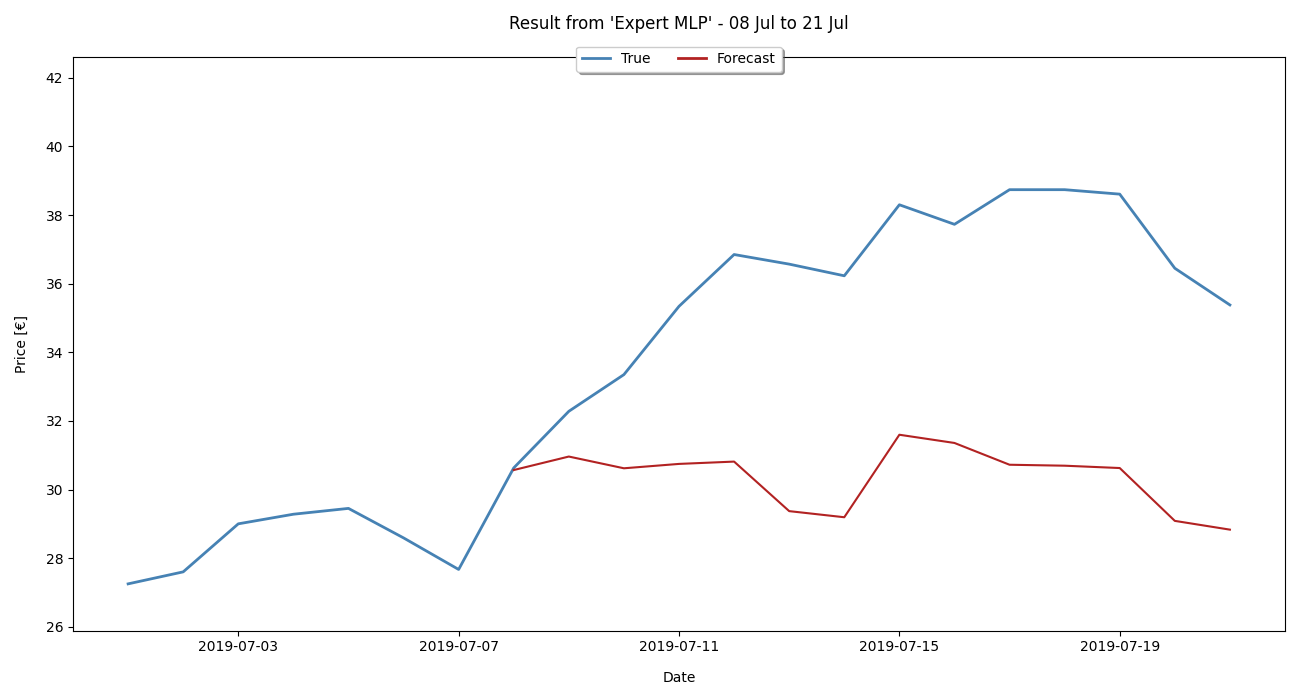 Result from 'Expert MLP' - 08 Jul to 21 Jul
True Forecast
42
40
38
36
34
32
30
28
26
Price [€]
2019-07-03 2019-07-07 2019-07-11 2019-07-15 2019-07-19
Date